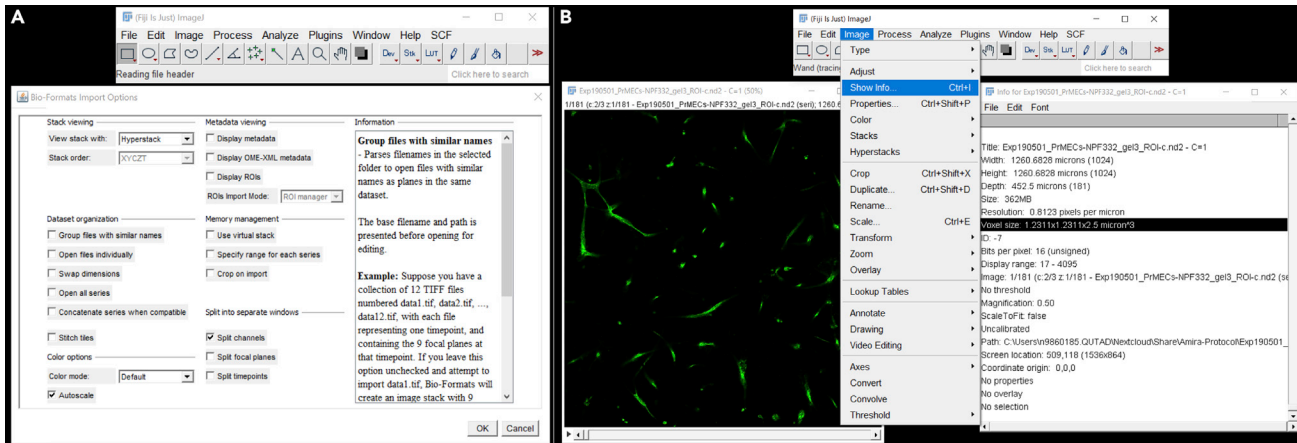 A
(Fiji Is Just) ImageJ
File Edit Image Process Analyze Plugins Window Help SCF
Dev Stk LUT
Reading file header
Click here to search
Bio-Formats Import Options
Stack viewing
View stack with: Hyperstack
Stack order: XYCZT
Metadata viewing
Display metadata
Display OME-XML metadata
Display ROIs
ROIs Import Mode: ROI manager
Dataset organization
Group files with similar names
Open files individually
Swap dimensions
Open all series
Concatenate series when compatible
Stitch tiles
Memory management
Use virtual stack
Specify range for each series
Crop on import
Split into separate windows
Split channels
Split focal planes
Split timepoints
Color options
Color mode: Default
Autoscale
Information
Group files with similar names
- Parses filenames in the selected
folder to open files with similar
names as planes in the same
dataset.
The base filename and path is
presented before opening for
editing.
Example: Suppose you have a
collection of 12 TIFF files
numbered data1.tif, data2.tif, ...,
data12.tif, with each file
representing one timepoint, and
containing the 9 focal planes at
that timepoint. If you leave this
option unchecked and attempt to
import data1.tif, Bio-Formats will
create an image stack with 9
OK Cancel
B
(Fiji Is Just) ImageJ
File Edit Image Process Analyze Plugins Window Help SCF
Dev Stk LUT
Wand (tracing
Click here to search
Exp190501_PrMECs-NPF332_gel3_ROI-c.nd2 - C=1 (50%)
1/181 (c:2/3 z:1/181 - Exp190501_PrMECs-NPF332_gel3_ROI-c.nd2 (seri); 1260.6
Type
Adjust
Show Info... Ctrl+I
Properties... Ctrl+Shift+P
Color
Stacks
Hyperstacks
Crop Ctrl+Shift+X
Duplicate... Ctrl+Shift+D
Rename...
Scale... Ctrl+E
Transform
Zoom
Overlay
Lookup Tables
Annotate
Drawing
Video Editing
Axes
Convert
Convolve
Threshold
Info for Exp190501_PrMECs-NPF332_gel3_ROI-c.nd2 - C=1
File Edit Font
Title: Exp190501_PrMECs-NPF332_gel3_ROI-c.nd2 - C=1
Width: 1260.6828 microns (1024)
Height: 1260.6828 microns (1024)
Depth: 452.5 microns (181)
Size: 362MB
Resolution: 0.8123 pixels per micron
Voxel size: 1.2311x1.2311x2.5 micron^3
ID: -7
Bits per pixel: 16 (unsigned)
Display range: 17 - 4095
Image: 1/181 (c:2/3 z:1/181 - Exp190501_PrMECs-NPF332_gel3_ROI-c.nd2 (se
No threshold
Magnification: 0.50
ScaleToFit: false
Uncalibrated
Path: C:\Users\n9860185.QUTAD\Nextcloud\Share\Amira-Protocol\Exp190501_
Screen location: 509,118 (1536x864)
Coordinate origin: 0,0,0
No properties
No overlay
No selection